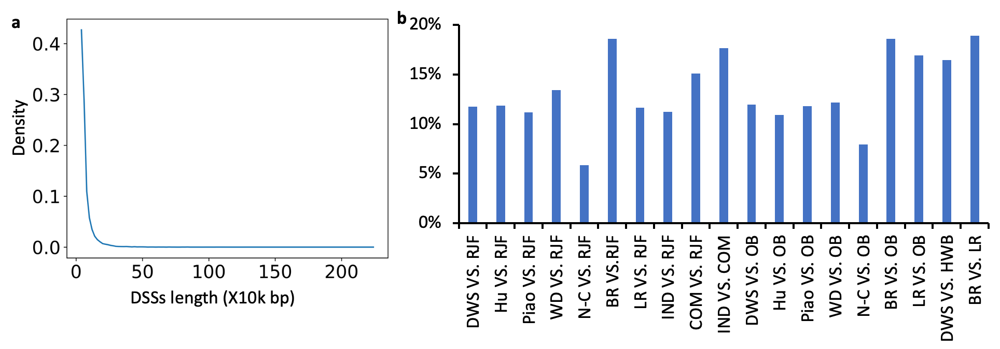 a
0.4
0.3
0.2
0.1
0.0
Density
0 50 100 150 200
DSSs length (X10k bp)
b
20%
15%
10%
5%
0%
DWS VS. RJF
Hu VS. RJF
Piao VS. RJF
WD VS. RJF
N-C VS. RJF
BR VS.RJF
LR VS. RJF
IND VS. RJF
COM VS. RJF
IND VS. COM
DWS VS. OB
Hu VS. OB
Piao VS. OB
WD VS. OB
N-C VS. OB
BR VS. OB
LR VS. OB
DWS VS. HWB
BR VS. LR